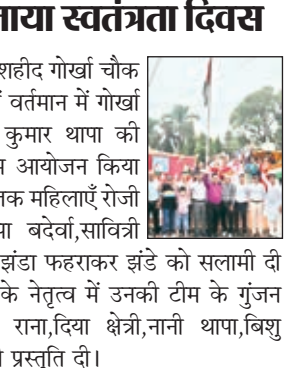 नाया स्वतंत्रता दिवस
शहीद गोर्खा चौक
वर्तमान में गोर्खा
कुमार थापा की
आयोजन किया
महिलाएँ रोजी
बदेर्वा,सावित्री
झंडा फहराकर झंडे को सलामी दी
के नेतृत्व में उनकी टीम के गुंजन
राना,दिया क्षेत्री,नानी थापा,बिशु
प्रस्तुति दी।